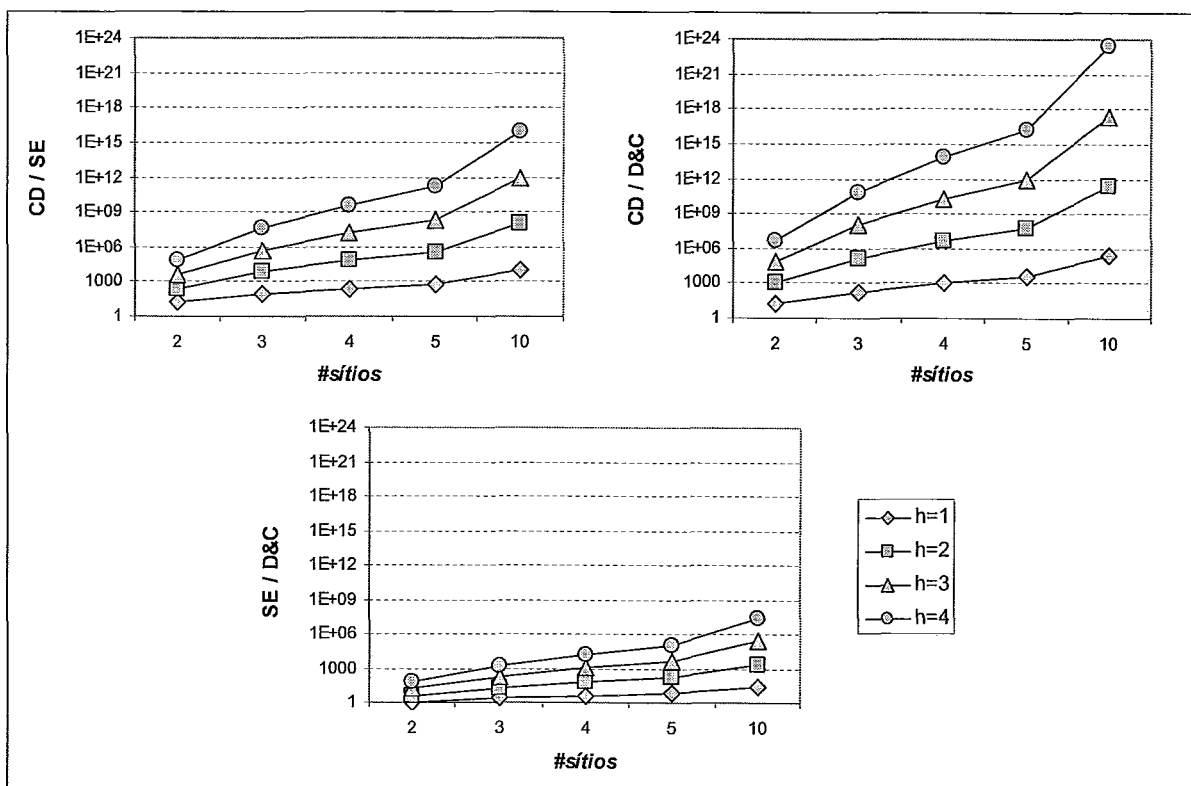 1E+24
1E+21
1E+18
1E+15
1E+12
1E+09
1E+06
1000
1
CD / SE
2 3 4 5 10
#sítios
1E+24
1E+21
1E+18
1E+15
1E+12
1E+09
1E+06
1000
1
CD / D&C
2 3 4 5 10
#sítios
1E+24
1E+21
1E+18
1E+15
1E+12
1E+09
1E+06
1000
1
SE / D&C
2 3 4 5 10
#sítios
h=1
h=2
h=3
h=4